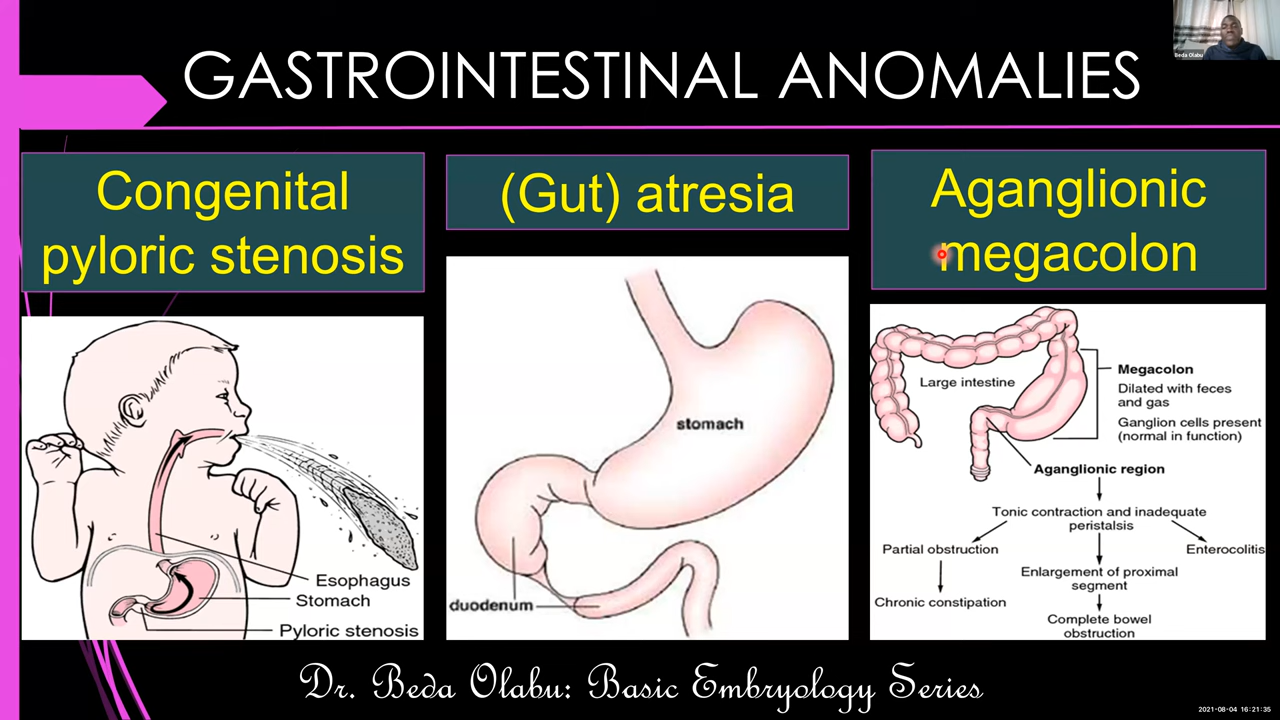 GASTROINTESTINAL ANOMALIES
Beda Olabu
Congenital
pyloric stenosis
Esophagus
Stomach
Pyloric stenosis
(Gut) atresia
stomach
duodenum
Aganglionic
megacolon
Large intestine
Megacolon
Dilated with feces
and gas
Ganglion cells present
(normal in function)
Aganglionic region
Tonic contraction and inadequate
peristalsis
Partial obstruction
Enterocolitis
Enlargement of proximal
segment
Chronic constipation
Complete bowel
obstruction
Dr. Beda Olabu: Basic Embryology Series
2021-08-04 16:21:35